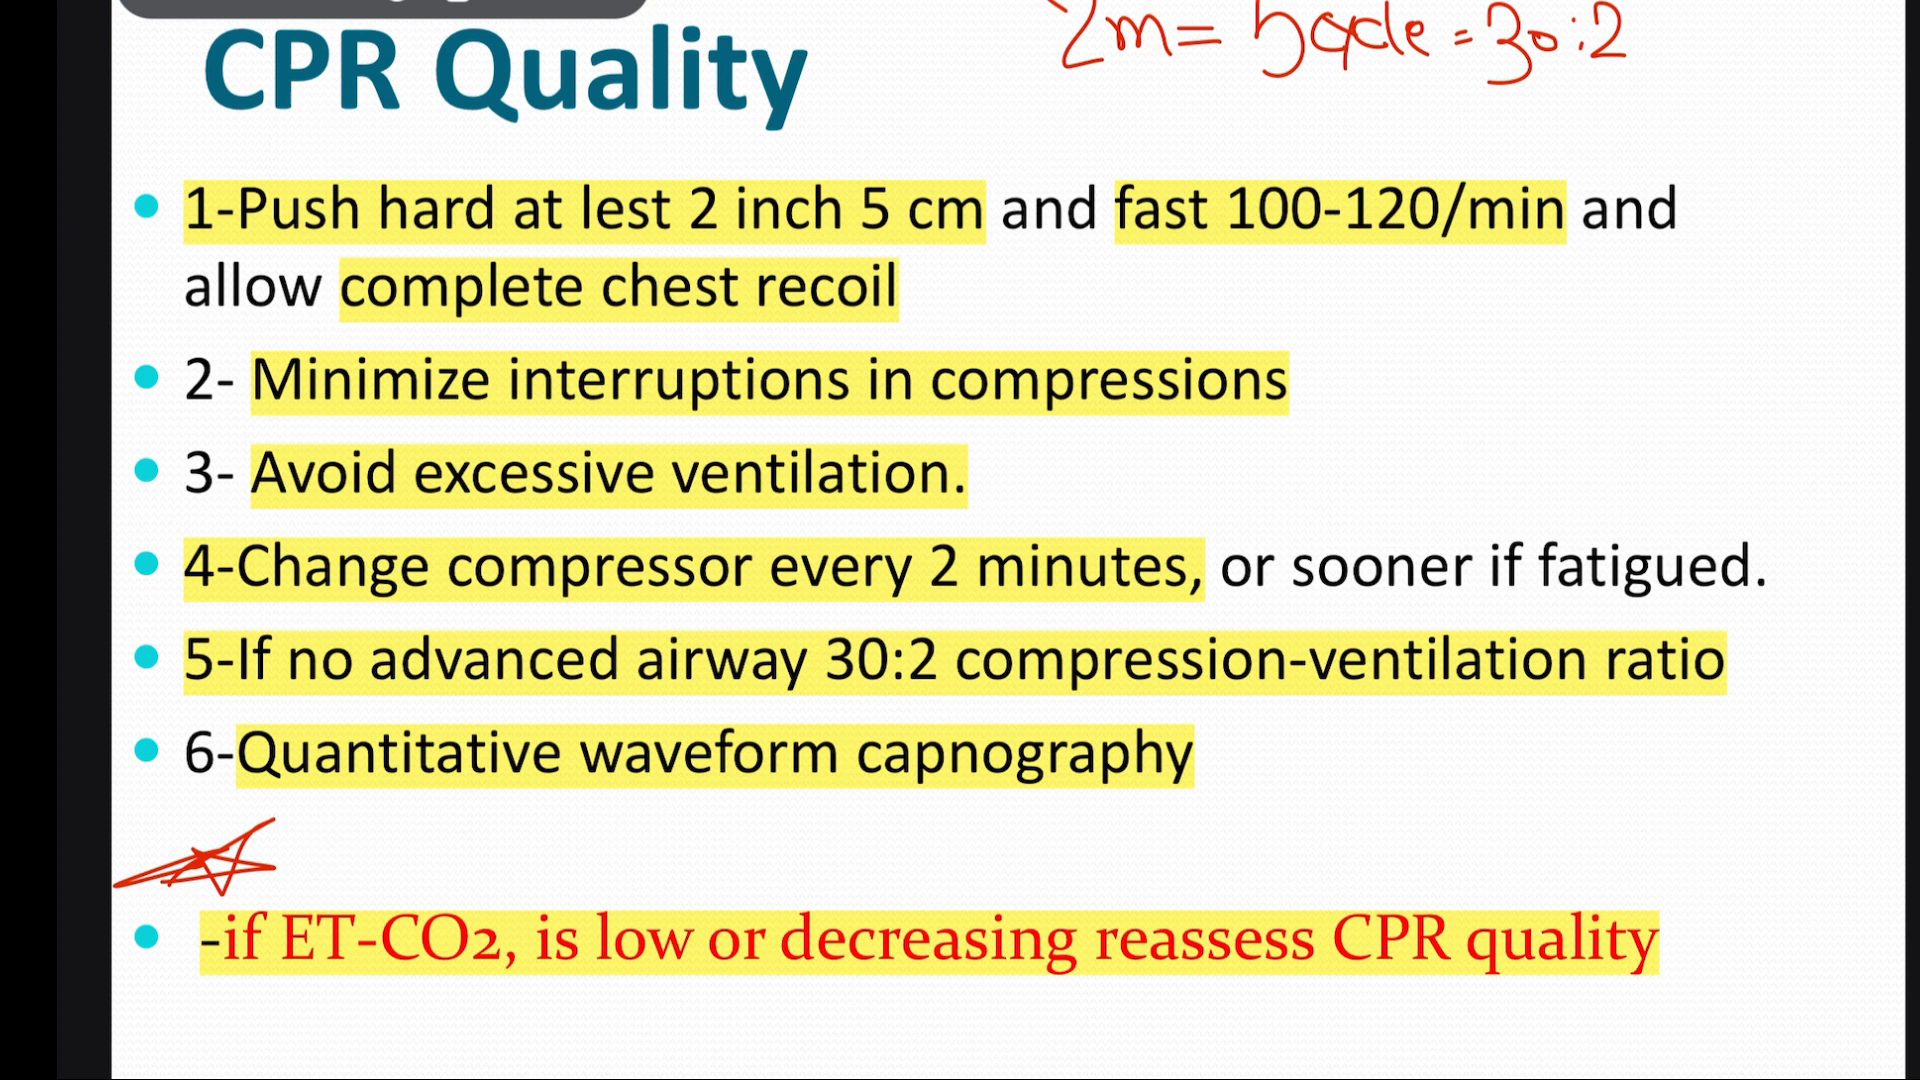 2m = 5 cycle = 30:2
CPR Quality
1-Push hard at lest 2 inch 5 cm and fast 100-120/min and
allow complete chest recoil
2- Minimize interruptions in compressions
3- Avoid excessive ventilation.
4-Change compressor every 2 minutes, or sooner if fatigued.
5-If no advanced airway 30:2 compression-ventilation ratio
6-Quantitative waveform capnography
-if ET-CO2, is low or decreasing reassess CPR quality